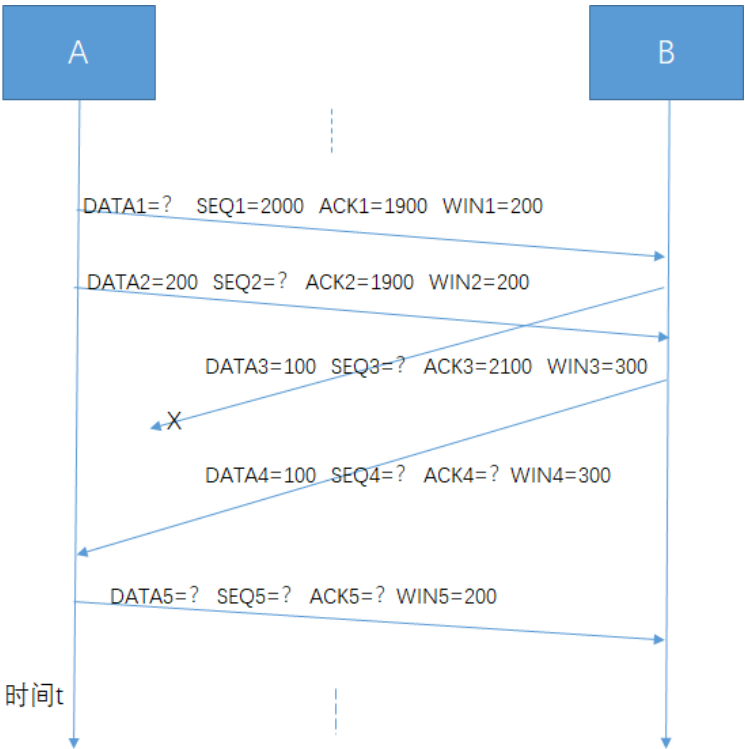 A
B
DATA1=? SEQ1=2000 ACK1=1900 WIN1=200
DATA2=200 SEQ2=? ACK2=1900 WIN2=200
DATA3=100 SEQ3=? ACK3=2100 WIN3=300
X
DATA4=100 SEQ4=? ACK4=? WIN4=300
DATA5=? SEQ5=? ACK5=? WIN5=200
时间t